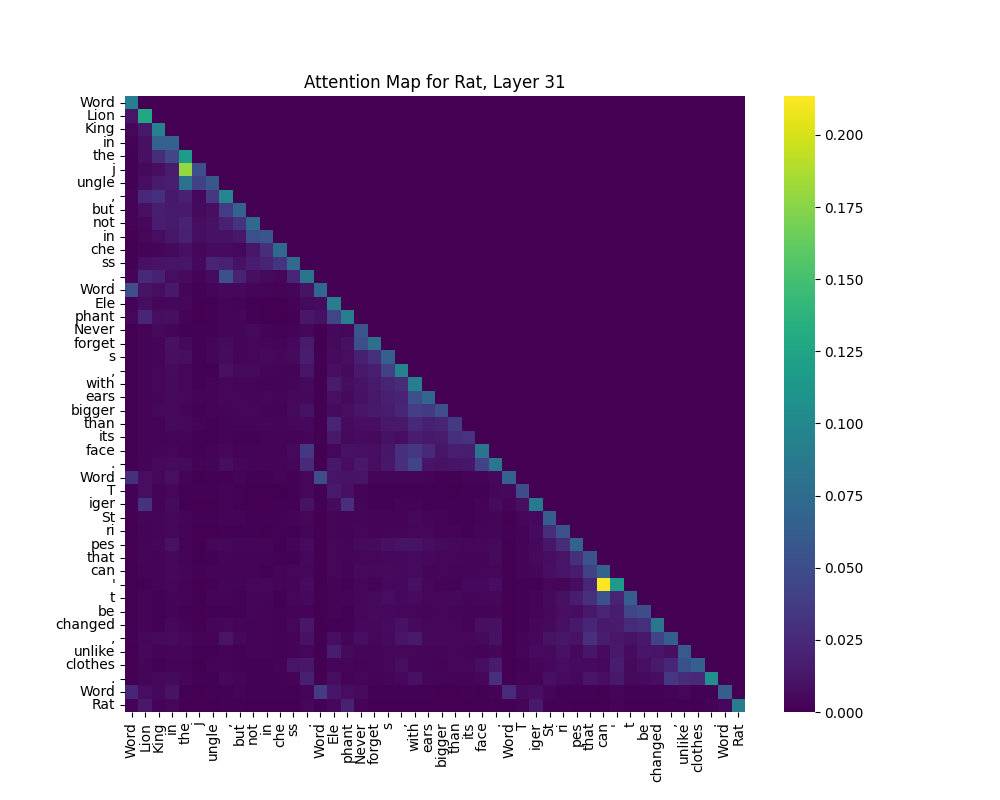 Attention Map for Rat, Layer 31
Word
Lion
King
in
the
j
ungle
,
but
not
in
che
ss
.
Word
Ele
phant
Never
forget
s
,
with
ears
bigger
than
its
face
.
Word
T
iger
St
ri
pes
that
can
'
t
be
changed
,
unlike
clothes
.
Word
Rat
Word
Lion
King
in
the
j
ungle
,
but
not
in
che
ss
.
Word
Ele
phant
Never
forget
s
,
with
ears
bigger
than
its
face
.
Word
T
iger
St
ri
pes
that
can
'
t
be
changed
,
unlike
clothes
.
Word
Rat
0.200
0.175
0.150
0.125
0.100
0.075
0.050
0.025
0.000